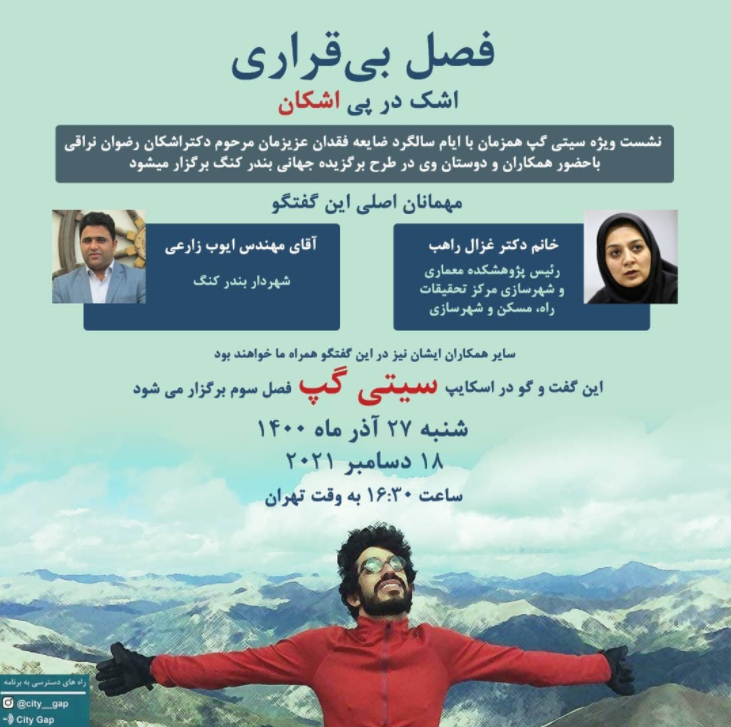 فصل بی‌قراری
اشک در پی اشکان
نشست ویژه سیتی گپ همزمان با ایام سالگرد ضایعه فقدان عزیزمان مرحوم دکتراشکان رضوان نراقی
باحضور همکاران و دوستان وی در طرح برگزیده جهانی بندر کنگ برگزار میشود
مهمانان اصلی این گفتگو
خانم دکتر غزال راهب
رئیس پژوهشکده معماری
و شهرسازی مرکز تحقیقات
راه، مسکن و شهرسازی
آقای مهندس ایوب زارعی
شهردار بندر کنگ
سایر همکاران ایشان نیز در این گفتگو همراه ما خواهند بود
این گفت و گو در اسکایپ سیتی گپ فصل سوم برگزار می شود
شنبه ۲۷ آذر ماه ۱۴۰۰
۱۸ دسامبر ۲۰۲۱
ساعت ۱۶:۳۰ به وقت تهران
راه های دسترسی به برنامه
@city__gap
City Gap